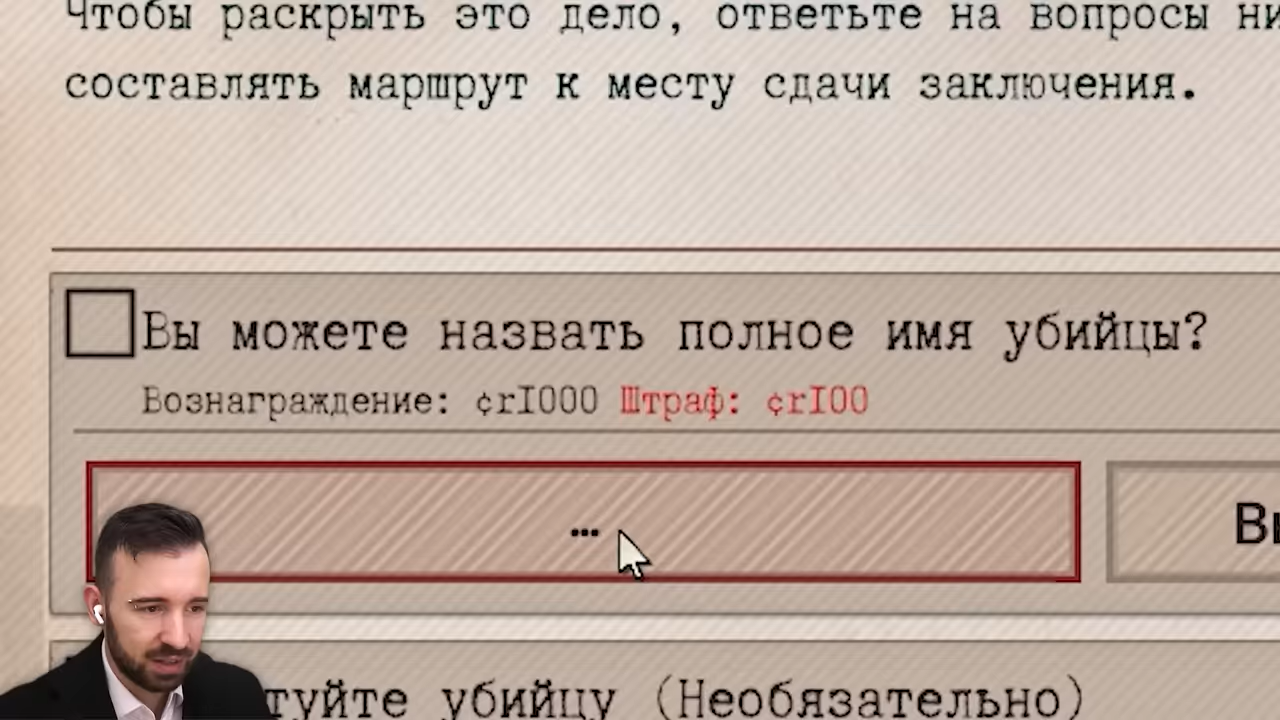 Чтобы раскрыть это дело, ответьте на вопросы
составлять маршрут к месту сдачи заключения.
Вы можете назвать полное имя убийцы?
Вознаграждение: ¢rI000 Штраф: ¢rI00
…
туйте убийцу (Необязательно)